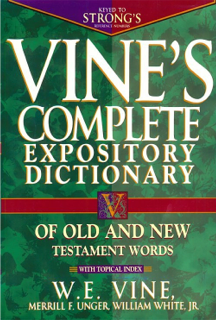 KEYED TO
STRONG'S
REFERENCE NUMBERS
VINE'S
COMPLETE
EXPOSITORY
DICTIONARY
V
OF OLD AND NEW
TESTAMENT WORDS
WITH TOPICAL INDEX
W.E. VINE,
MERRILL F. UNGER, WILLIAM WHITE, JR.